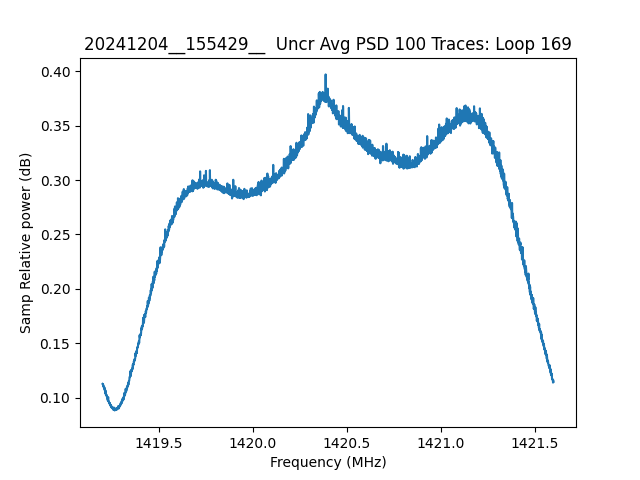 20241204__155429__  Uncr Avg PSD 100 Traces: Loop 169
0.40
0.35
0.30
0.25
0.20
0.15
0.10
Samp Relative power (dB)
1419.5 1420.0 1420.5 1421.0 1421.5
Frequency (MHz)